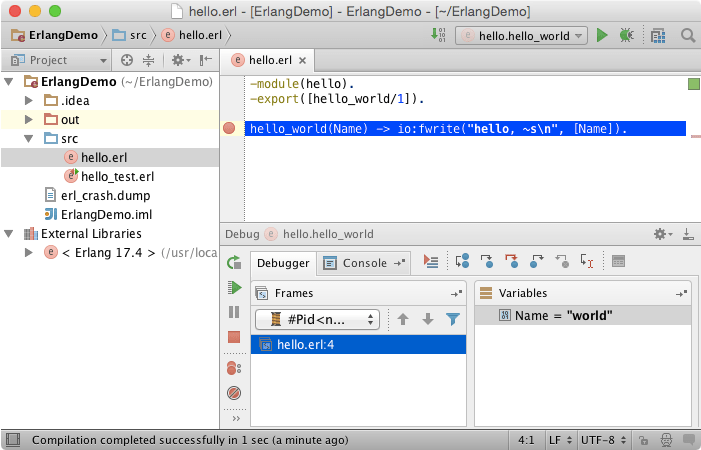 hello.erl - [ErlangDemo] - ErlangDemo - [~/ErlangDemo]
ErlangDemo src hello.erl hello.hello_world
Project
hello.erl
ErlangDemo (~/ErlangDemo)
.idea
out
src
hello.erl
hello_test.erl
erl_crash.dump
ErlangDemo.iml
External Libraries
< Erlang 17.4 > (/usr/loca
-module(hello).
-export([hello_world/1]).
hello_world(Name) -> io:fwrite("hello, ~s\n", [Name]).
Debug hello.hello_world
Debugger Console
Frames
#Pid<n...
hello.erl:4
Variables
Name = "world"
Compilation completed successfully in 1 sec (a minute ago) 4:1 LF UTF-8